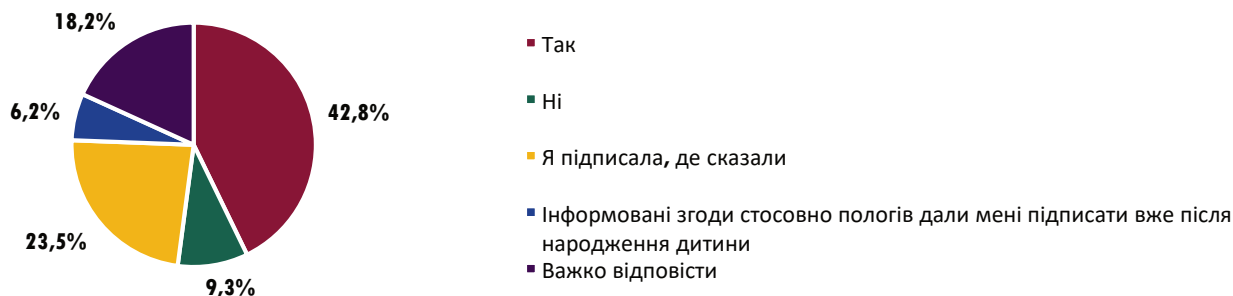 18,2%
6,2%
42,8%
23,5%
9,3%
Так
Ні
Я підписала, де сказали
Інформовані згоди стосовно пологів дали мені підписати вже після
народження дитини
Важко відповісти